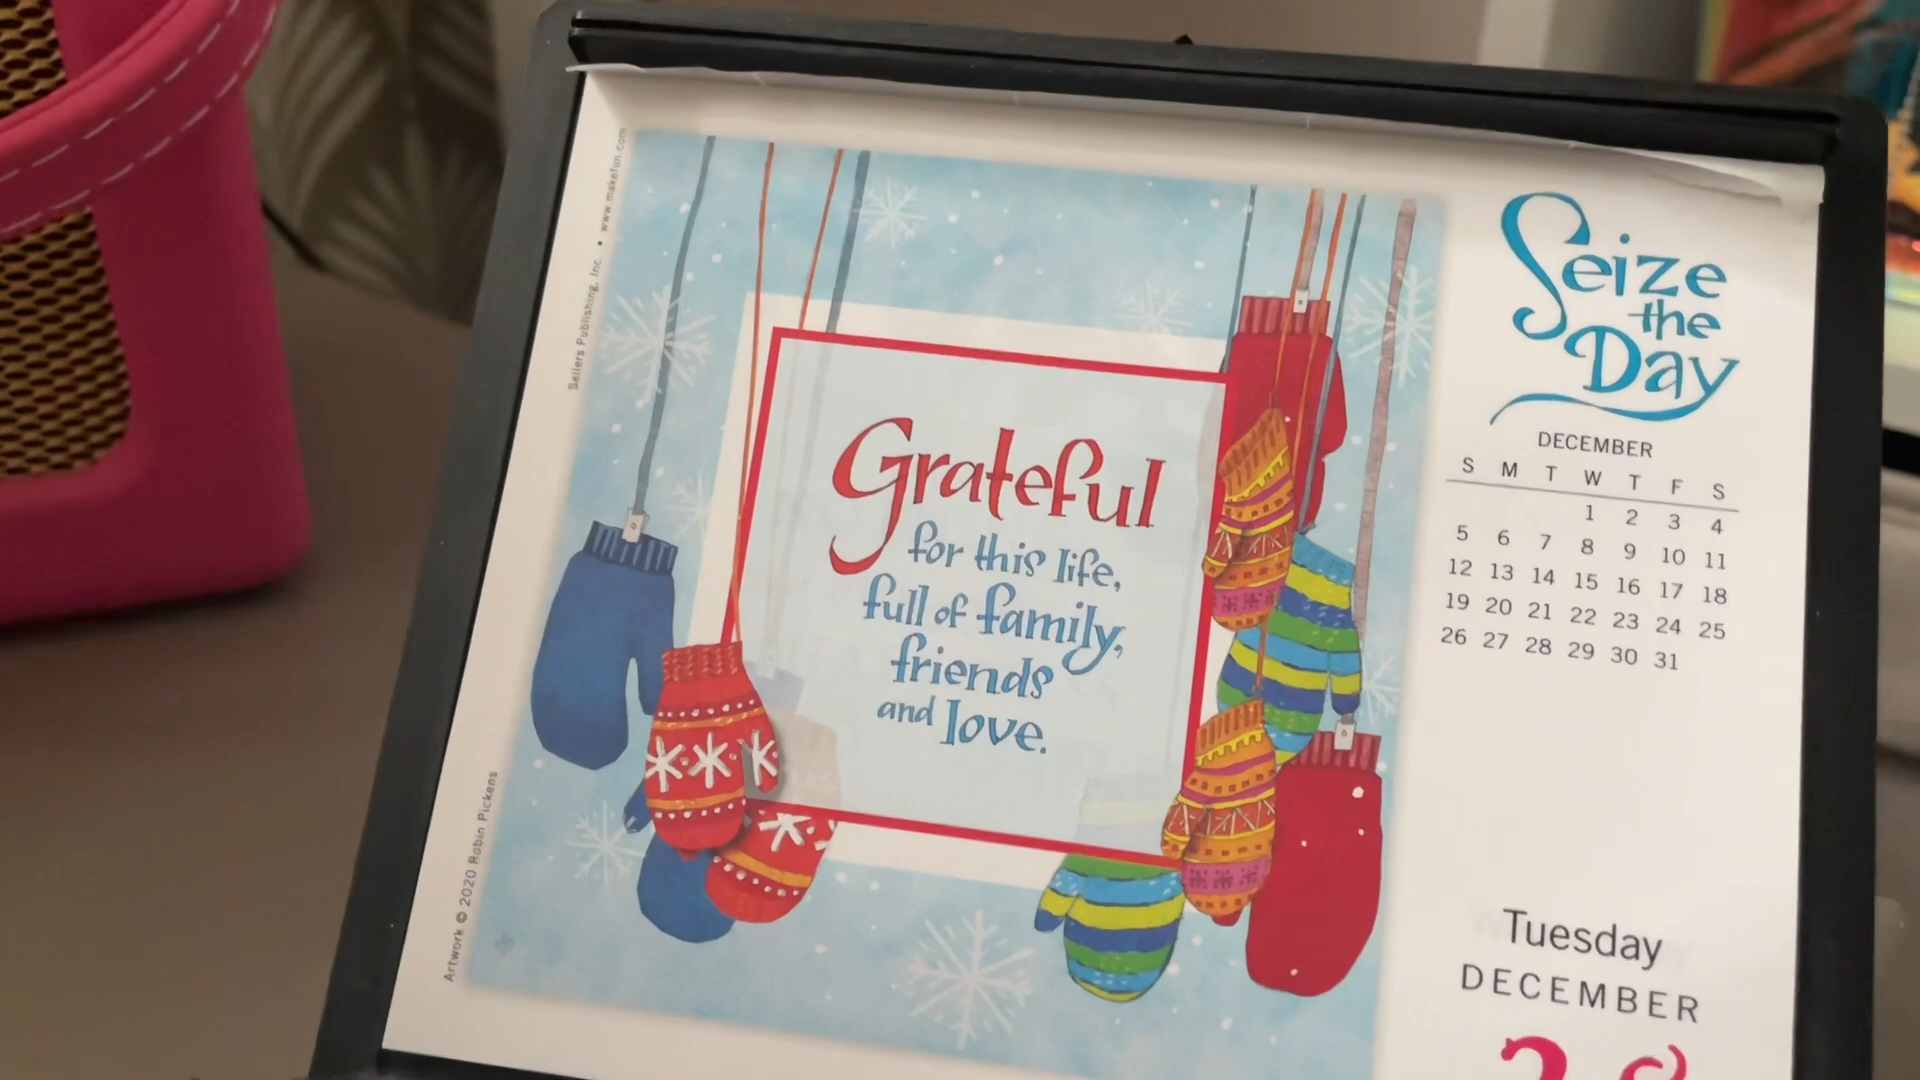 Sellers Publishing, Inc. • www.makefun.com
Artwork © 2020 Robin Pickens
Grateful
for this life,
full of family,
friends
and love.
Seize
the
Day
DECEMBER
S M T W T F S
1 2 3 4
5 6 7 8 9 10 11
12 13 14 15 16 17 18
19 20 21 22 23 24 25
26 27 28 29 30 31
Tuesday
DECEMBER